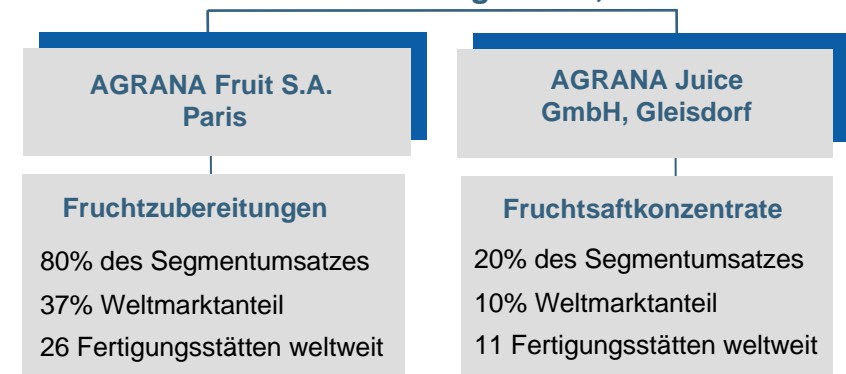 AGRANA Fruit S.A.
Paris
Fruchtzubereitungen
80% des Segmentumsatzes
37% Weltmarktanteil
26 Fertigungsstätten weltweit
AGRANA Juice
GmbH, Gleisdorf
Fruchtsaftkonzentrate
20% des Segmentumsatzes
10% Weltmarktanteil
11 Fertigungsstätten weltweit